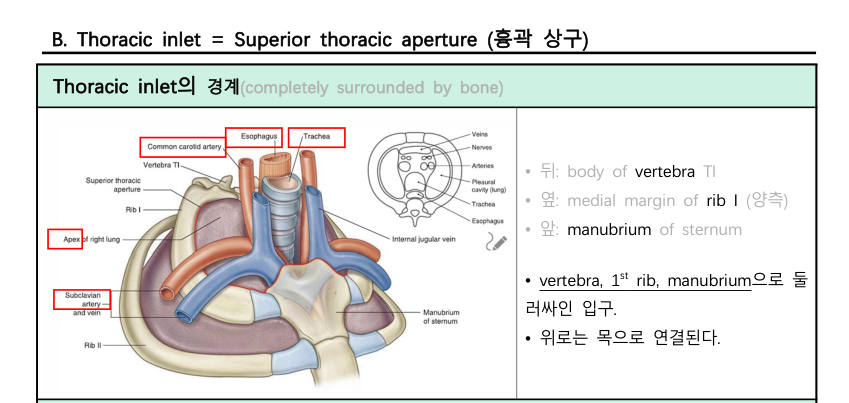 B. Thoracic inlet = Superior thoracic aperture (흉곽 상구)
Thoracic inlet의 경계(completely surrounded by bone)
Esophagus
Trachea
Common carotid artery
Vertebra TI
Superior thoracic
aperture
Rib I
Apex of right lung
Subclavian
artery
and vein
Rib II
Internal jugular vein
Manubrium
of sternum
Veins
Nerves
Arteries
Pleaural
cavity (lung)
Trachea
Esophagus
• 뒤: body of vertebra TI
• 옆: medial margin of rib I (양측)
• 앞: manubrium of sternum
• vertebra, 1st rib, manubrium으로 둘
러싸인 입구.
• 위로는 목으로 연결된다.